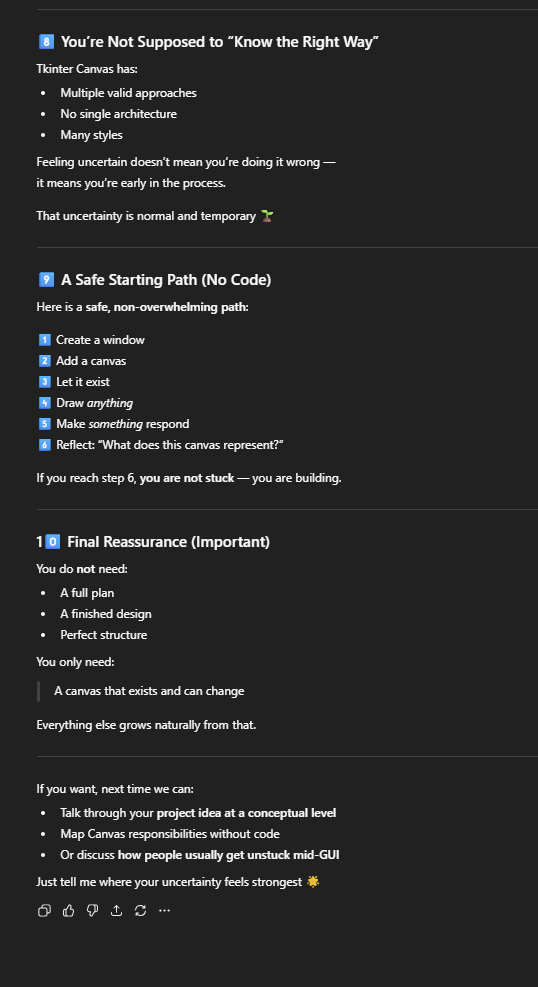 8️⃣ You’re Not Supposed to “Know the Right Way”
Tkinter Canvas has:
• Multiple valid approaches
• No single architecture
• Many styles
Feeling uncertain doesn’t mean you’re doing it wrong —
it means you’re early in the process.
That uncertainty is normal and temporary 🌱
9️⃣ A Safe Starting Path (No Code)
Here is a safe, non-overwhelming path:
1️⃣ Create a window
2️⃣ Add a canvas
3️⃣ Let it exist
4️⃣ Draw anything
5️⃣ Make something respond
6️⃣ Reflect: “What does this canvas represent?”
If you reach step 6, you are not stuck — you are building.
10️⃣ Final Reassurance (Important)
You do not need:
• A full plan
• A finished design
• Perfect structure
You only need:
A canvas that exists and can change
Everything else grows naturally from that.
If you want, next time we can:
• Talk through your project idea at a conceptual level
• Map Canvas responsibilities without code
• Or discuss how people usually get unstuck mid-GUI
Just tell me where your uncertainty feels strongest 🌟